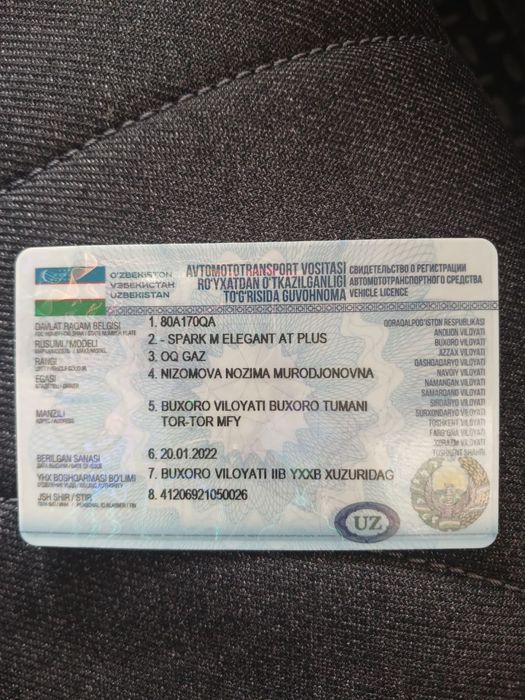 O'ZBEKISTON
ЎЗБЕКИСТАН
UZBEKISTAN
AVTOMOTOTRANSPORT VOSITASI
RO'YXATDAN O'TKAZILGANLIGI
TO'G'RISIDA GUVOHNOMA
СВИДЕТЕЛЬСТВО О РЕГИСТРАЦИИ
АВТОМОТОТРАНСПОРТНОГО СРЕДСТВА
VEHICLE LICENCE
DAVLAT RAQAM BELGISI
1. 80A170QA
RUSUMI / MODELI
2. - SPARK M ELEGANT AT PLUS
RANGI
3. OQ GAZ
EGASI
4. NIZOMOVA NOZIMA MURODJONOVNA
MANZILI
5. BUXORO VILOYATI BUXORO TUMANI
TOR-TOR MFY
BERILGAN SANASI
6. 20.01.2022
YHX BOSHQARMASI BO'LIMI
7. BUXORO VILOYATI IIB YXXB XUZURIDAG
JSH SHIR / STIR
8. 41206921050026
QORAQALPOG'ISTON RESPUBLIKASI
ANDIJON VILOYATI
BUXORO VILOYATI
JIZZAX VILOYATI
QASHQADARYO VILOYATI
NAVOIY VILOYATI
NAMANGAN VILOYATI
SAMARQAND VILOYATI
SIRDARYO VILOYATI
SURXONDARYO VILOYATI
TOSHKENT VILOYATI
FARG'ONA VILOYATI
XORAZM VILOYATI
TOSHKENT SHAHRI
UZ